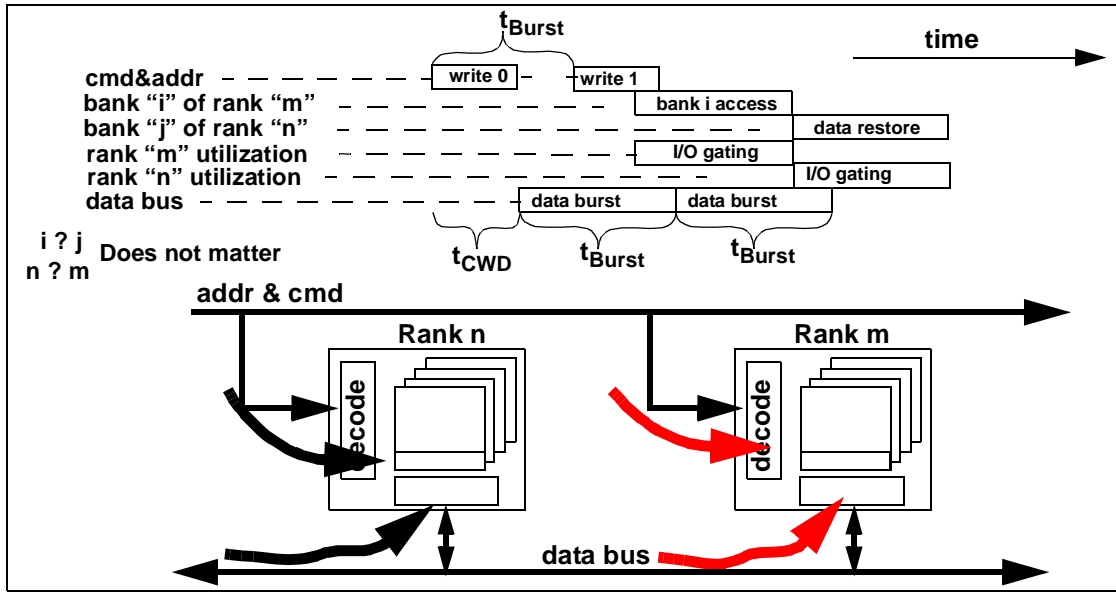 tBurst
time
cmd&addr write 0 write 1
bank “i” of rank “m” bank i access
bank “j” of rank “n” data restore
rank “m” utilization I/O gating
rank “n” utilization I/O gating
data bus data burst data burst
tCWD tBurst tBurst
i ? j
n ? m
Does not matter
addr & cmd
Rank n Rank m
decode decode
data bus